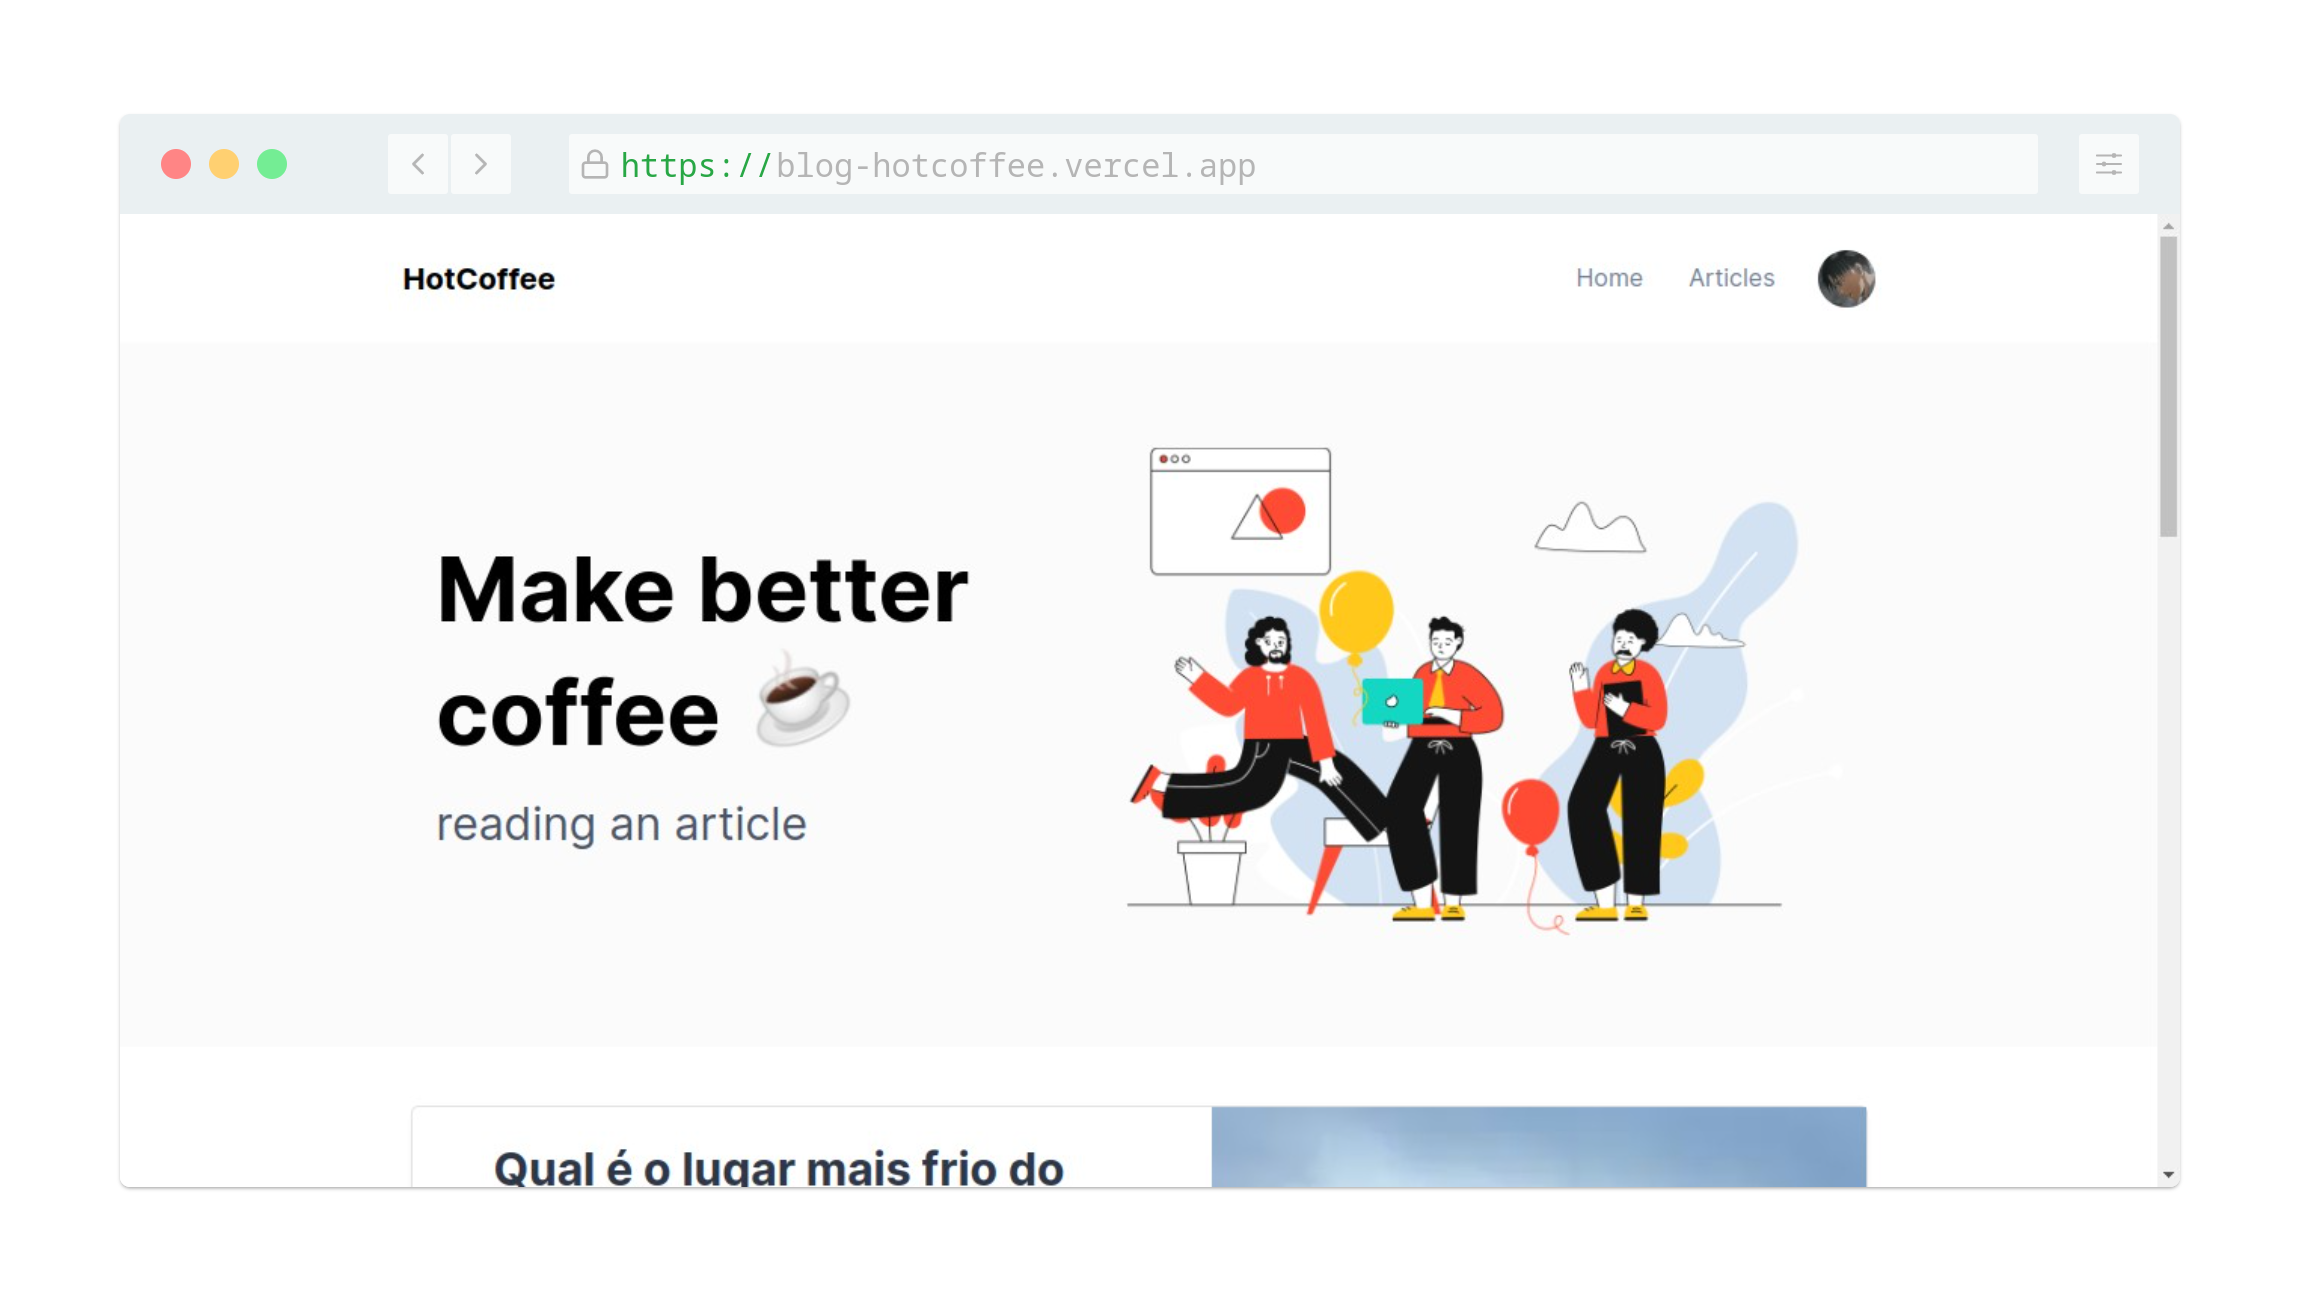 https://blog-hotcoffee.vercel.app
HotCoffee
Home Articles
Make better
coffee ☕
reading an article
Qual é o lugar mais frio do